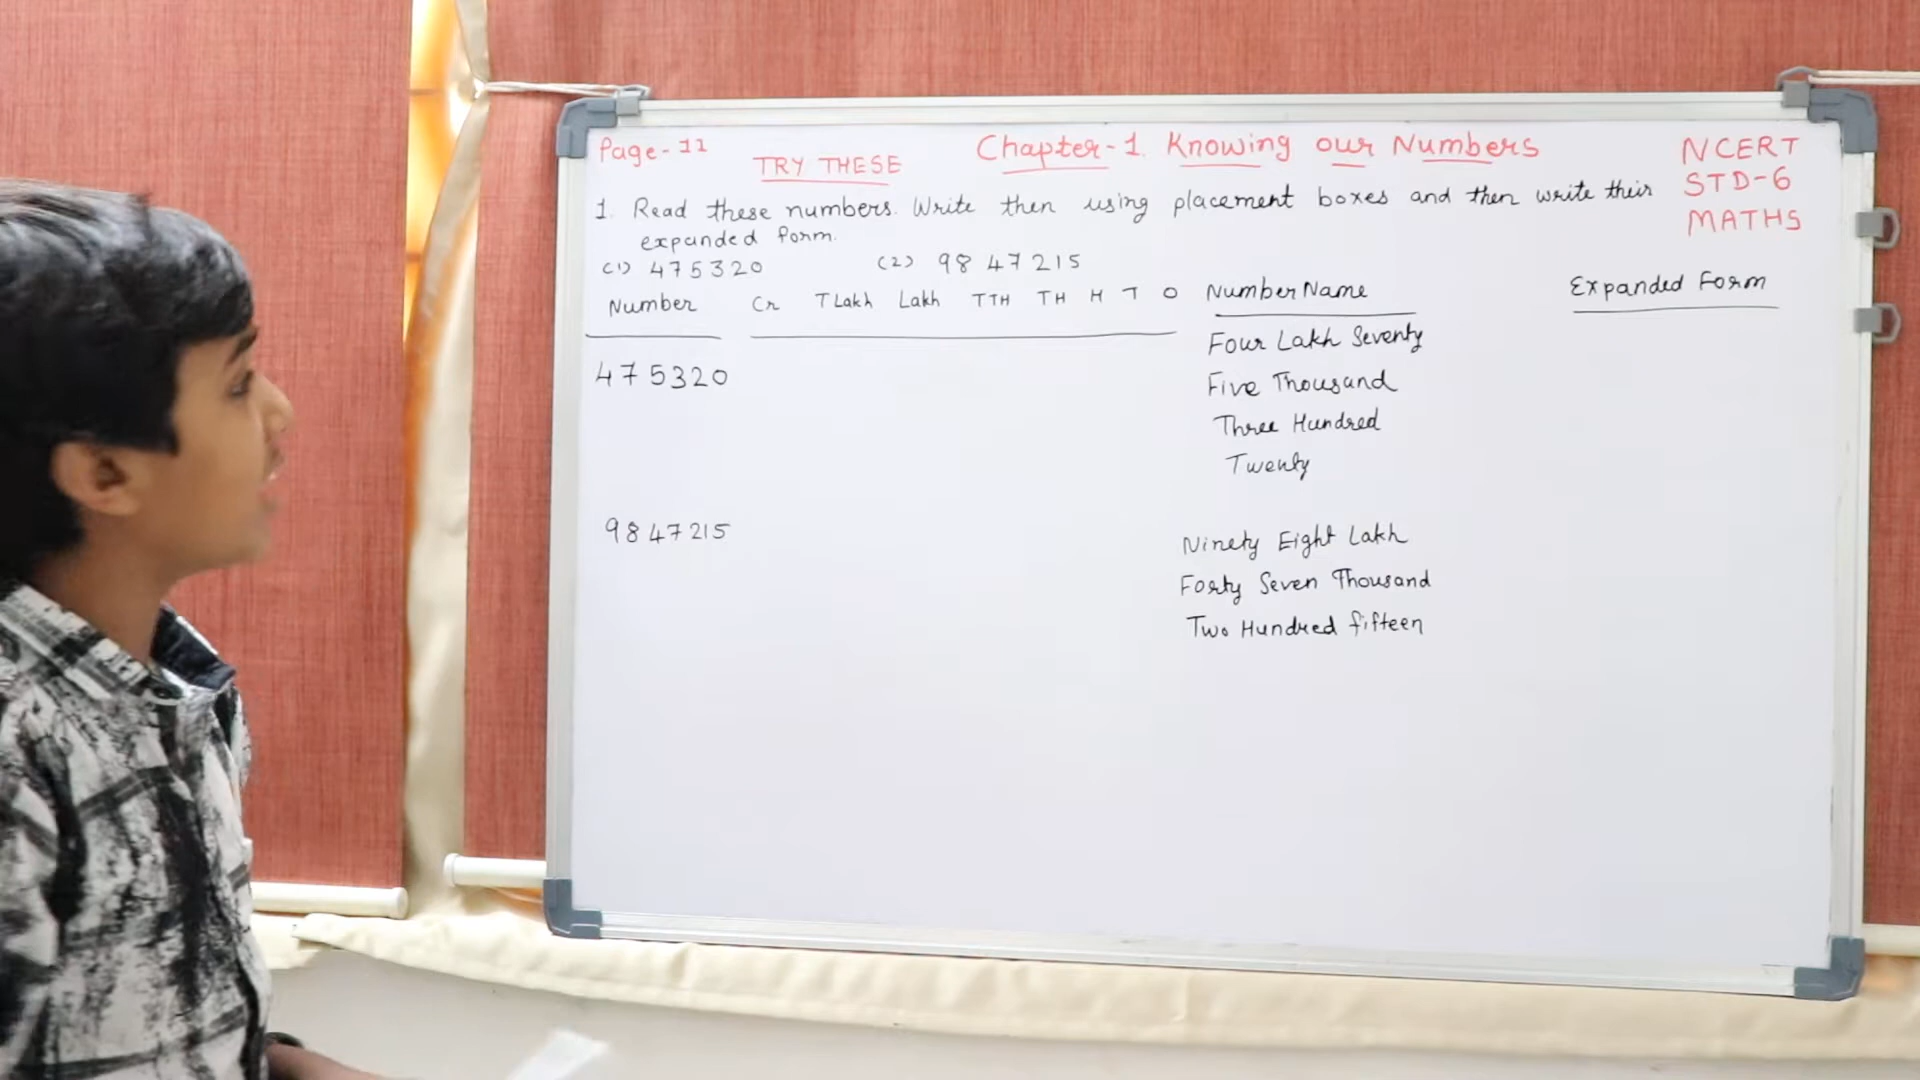 Page-11
TRY THESE
Chapter-1. Knowing our Numbers
NCERT
STD-6
MATHS
1. Read these numbers. Write then using placement boxes and then write their
expanded form.
(1) 475320 (2) 98 47 215
Number Cr TLakh Lakh TTH TH H T O Number Name Expanded Form
475320
Four Lakh Seventy
Five Thousand
Three Hundred
Twenty
98 47 215
Ninety Eight Lakh
Forty Seven Thousand
Two Hundred fifteen